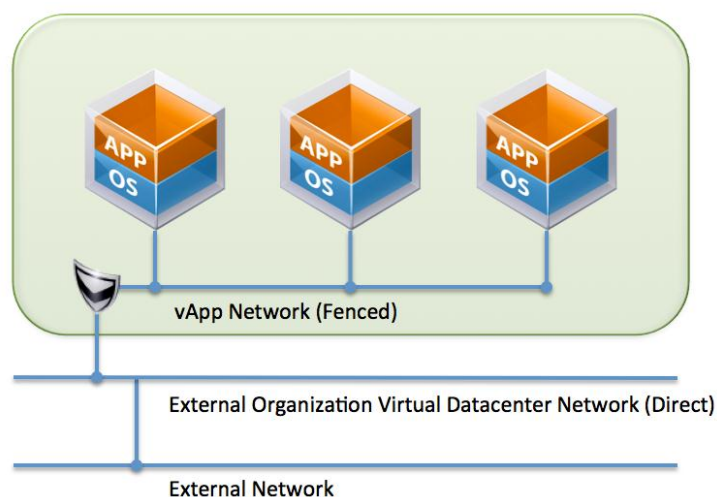 APP
OS
APP
OS
APP
OS
vApp Network (Fenced)
External Organization Virtual Datacenter Network (Direct)
External Network